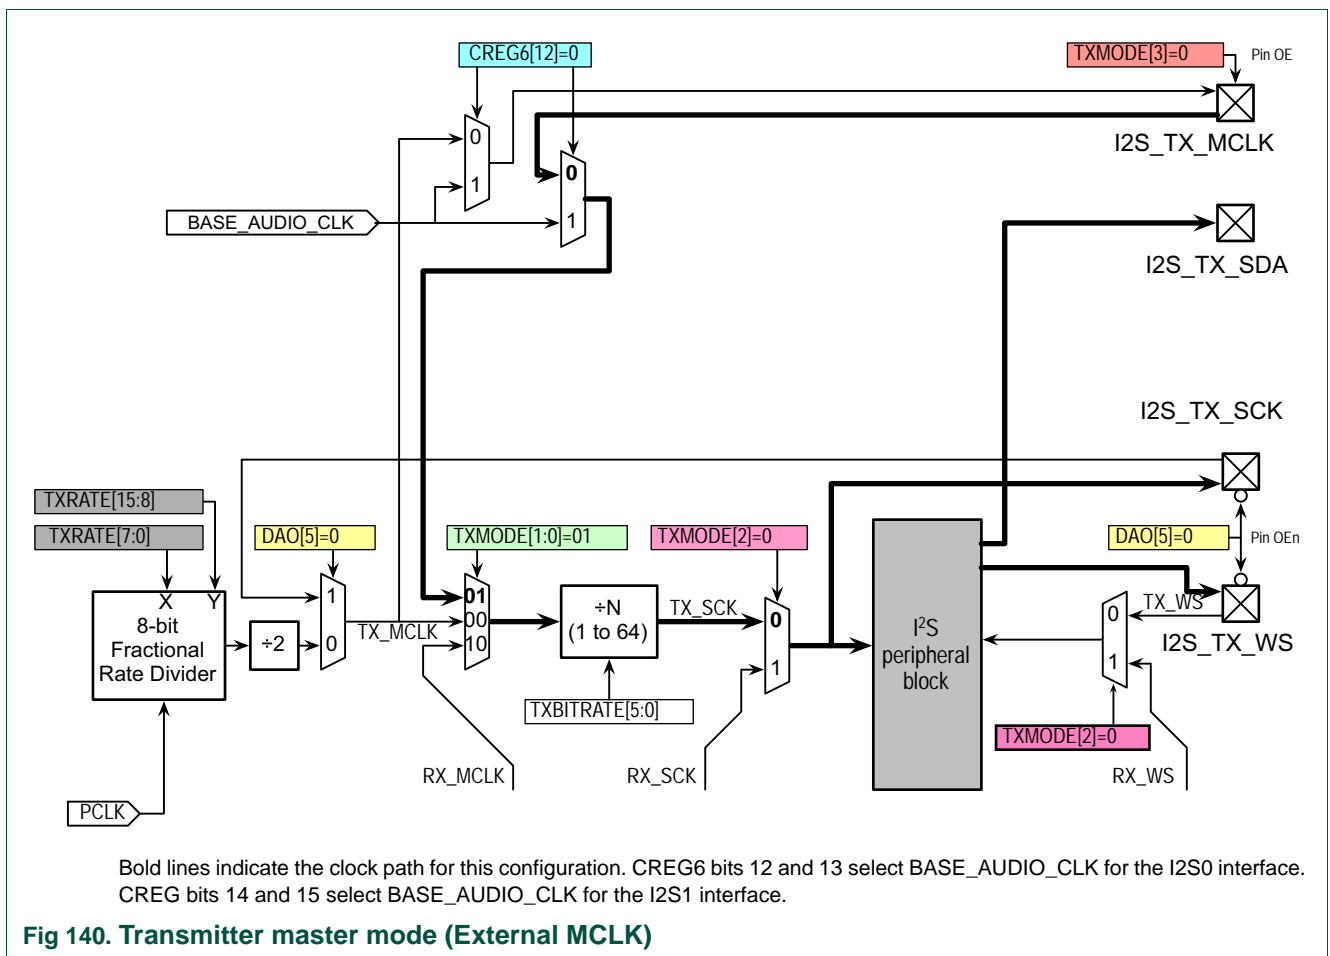 CREG6[12]=0
TXMODE[3]=0
Pin OE
0
1
0
1
I2S_TX_MCLK
BASE_AUDIO_CLK
I2S_TX_SDA
I2S_TX_SCK
TXRATE[15:8]
TXRATE[7:0]
DAO[5]=0
TXMODE[1:0]=01
TXMODE[2]=0
DAO[5]=0
Pin OEn
X Y
8-bit
Fractional
Rate Divider
÷2
1
0
TX_MCLK
01
00
10
÷N
(1 to 64)
TX_SCK
0
1
I²S
peripheral
block
0
1
TX_WS
I2S_TX_WS
TXBITRATE[5:0]
TXMODE[2]=0
RX_MCLK
RX_SCK
RX_WS
PCLK
Bold lines indicate the clock path for this configuration. CREG6 bits 12 and 13 select BASE_AUDIO_CLK for the I2S0 interface.
CREG bits 14 and 15 select BASE_AUDIO_CLK for the I2S1 interface.
Fig 140. Transmitter master mode (External MCLK)